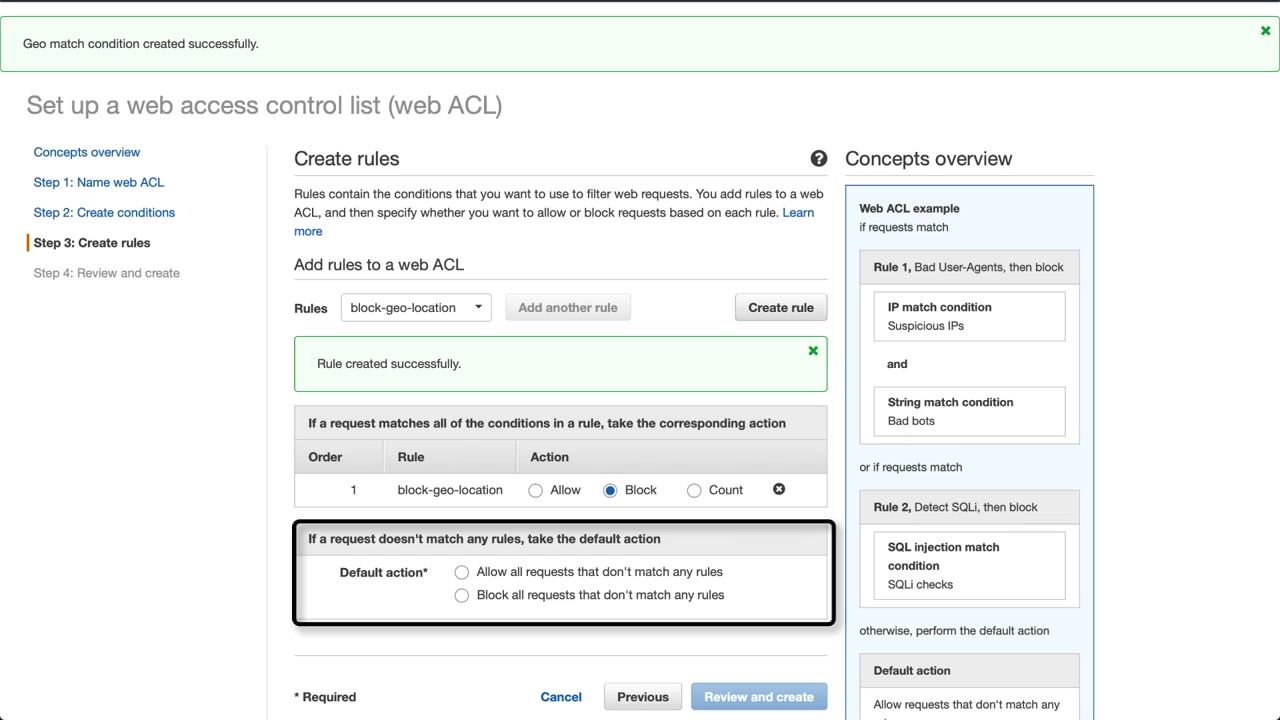 Geo match condition created successfully.
Set up a web access control list (web ACL)
Concepts overview
Step 1: Name web ACL
Step 2: Create conditions
Step 3: Create rules
Step 4: Review and create
Create rules
Rules contain the conditions that you want to use to filter web requests. You add rules to a web
ACL, and then specify whether you want to allow or block requests based on each rule. Learn
more
Add rules to a web ACL
Rules
block-geo-location
Add another rule
Create rule
Rule created successfully.
If a request matches all of the conditions in a rule, take the corresponding action
Order
Rule
Action
1
block-geo-location
Allow
Block
Count
If a request doesn't match any rules, take the default action
Default action*
Allow all requests that don't match any rules
Block all requests that don't match any rules
* Required
Cancel
Previous
Review and create
Concepts overview
Web ACL example
if requests match
Rule 1, Bad User-Agents, then block
IP match condition
Suspicious IPs
and
String match condition
Bad bots
or if requests match
Rule 2, Detect SQLi, then block
SQL injection match
condition
SQLi checks
otherwise, perform the default action
Default action
Allow requests that don't match any